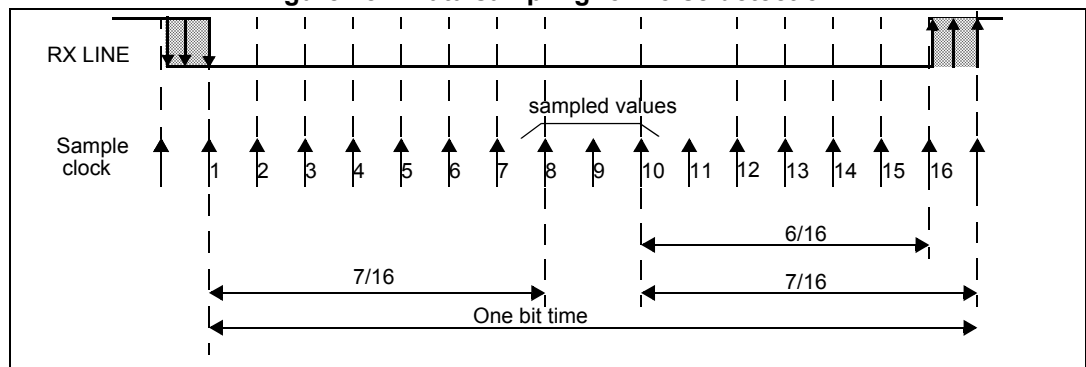 RX LINE
sampled values
Sample
clock
1 2 3 4 5 6 7 8 9 10 11 12 13 14 15 16
6/16
7/16
7/16
One bit time